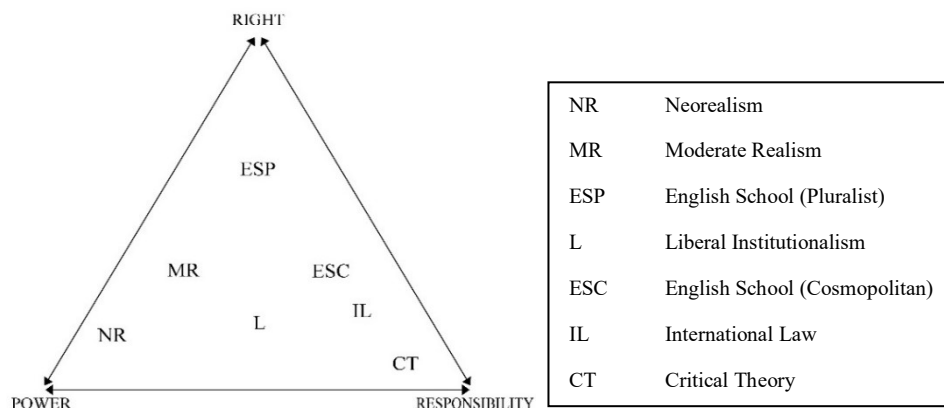 RIGHT
ESP
MR
ESC
IL
L
NR
CT
POWER
RESPONSIBILITY
NR Neorealism
MR Moderate Realism
ESP English School (Pluralist)
L Liberal Institutionalism
ESC English School (Cosmopolitan)
IL International Law
CT Critical Theory